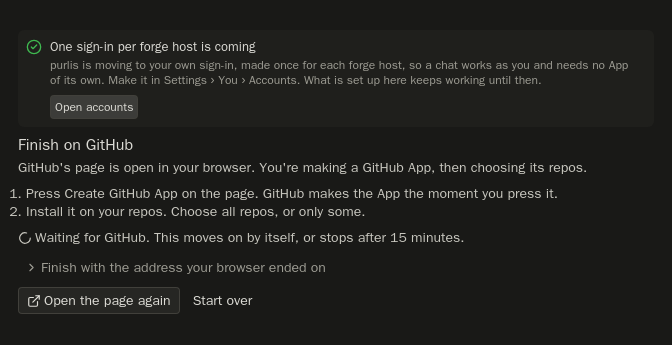 One sign-in per forge host is coming
purlis is moving to your own sign-in, made once for each forge host, so a chat works as you and needs no App
of its own. Make it in Settings › You › Accounts. What is set up here keeps working until then.
Open accounts
Finish on GitHub
GitHub's page is open in your browser. You're making a GitHub App, then choosing its repos.
1. Press Create GitHub App on the page. GitHub makes the App the moment you press it.
2. Install it on your repos. Choose all repos, or only some.
Waiting for GitHub. This moves on by itself, or stops after 15 minutes.
Finish with the address your browser ended on
Open the page again Start over